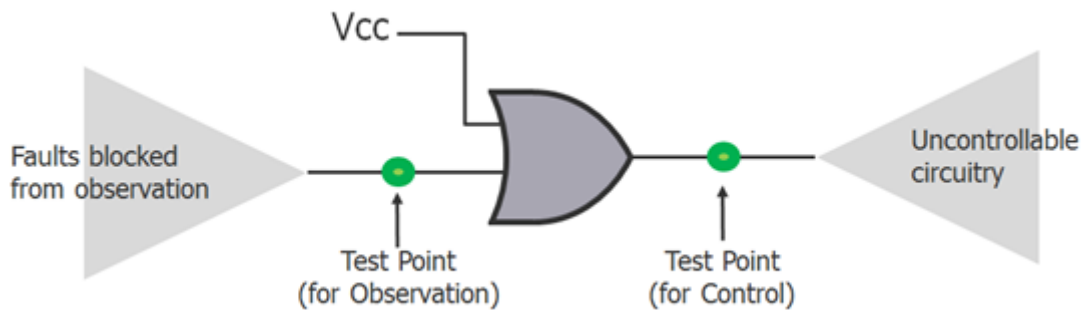 Vcc
Faults blocked
from observation
Uncontrollable
circuitry
Test Point
(for Observation)
Test Point
(for Control)